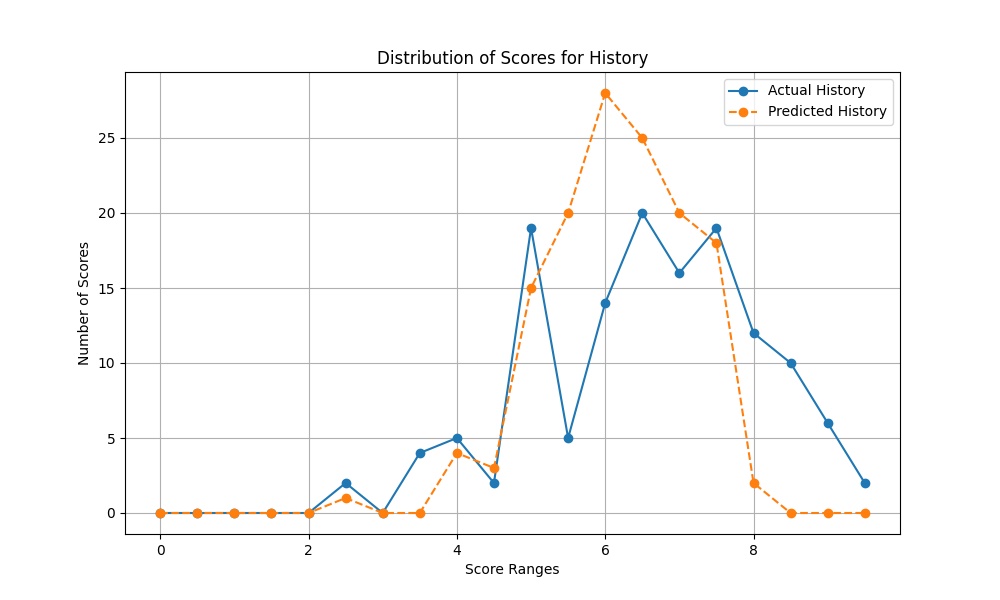 Distribution of Scores for History
Actual History
Predicted History
Number of Scores
25
20
15
10
5
0
0 2 4 6 8
Score Ranges